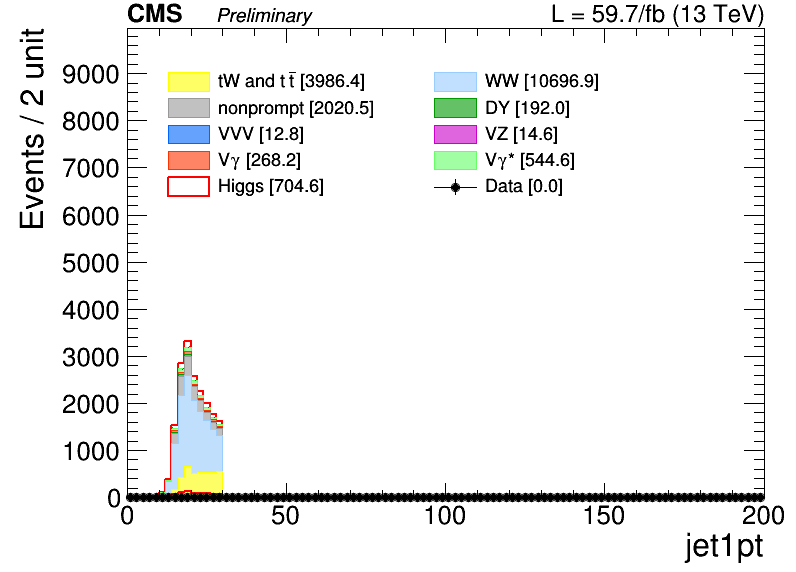 CMS Preliminary L = 59.7/fb (13 TeV)
Events / 2 unit
9000
8000
7000
6000
5000
4000
3000
2000
1000
0
tW and t t̄ [3986.4] WW [10696.9]
nonprompt [2020.5] DY [192.0]
VVV [12.8] VZ [14.6]
Vγ [268.2] Vγ* [544.6]
Higgs [704.6] Data [0.0]
0 50 100 150 200
jet1pt